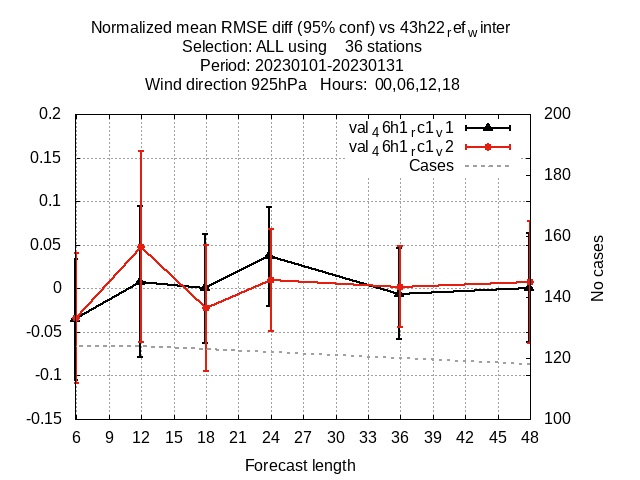 Normalized mean RMSE diff (95% conf) vs 43h22refwinter
Selection: ALL using 36 stations
Period: 20230101-20230131
Wind direction 925hPa Hours: 00,06,12,18
0.2
0.15
0.1
0.05
0
-0.05
-0.1
-0.15
val46h1rc1v1
val46h1rc1v2
Cases
200
180
160
140
120
100
No cases
6 9 12 15 18 21 24 27 30 33 36 39 42 45 48
Forecast length